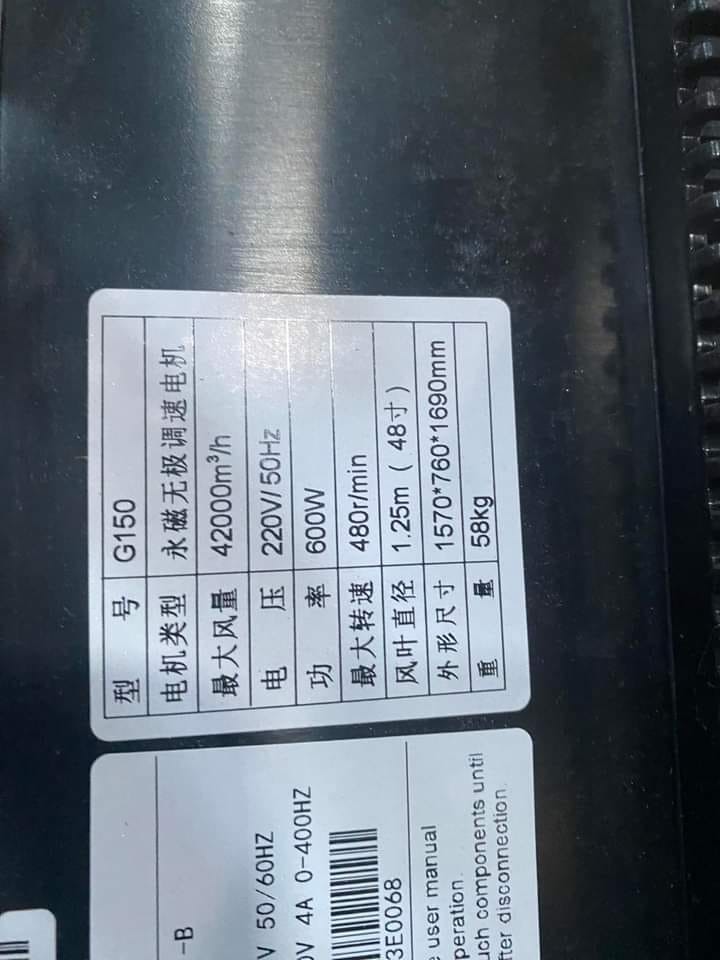 型 号 G150
电机类型 永磁无极调速电机
最大风量 42000m³/h
电 压 220V/50Hz
功 率 600W
最大转速 480r/min
风叶直径 1.25m ( 48寸 )
外形尺寸 1570*760*1690mm
重 量 58kg
-B
V 50/60HZ
0V 4A 0-400HZ
3E0068
user manual
peration.
uch components until
fter disconnection.